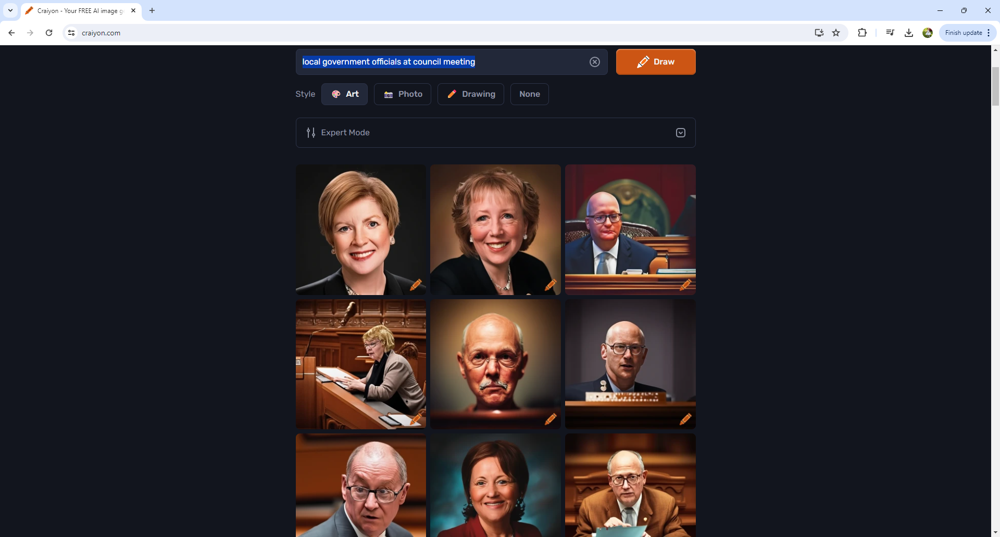 Craiyon - Your FREE AI image g
craiyon.com
Finish update
local government officials at council meeting
Draw
Style
Art
Photo
Drawing
None
Expert Mode